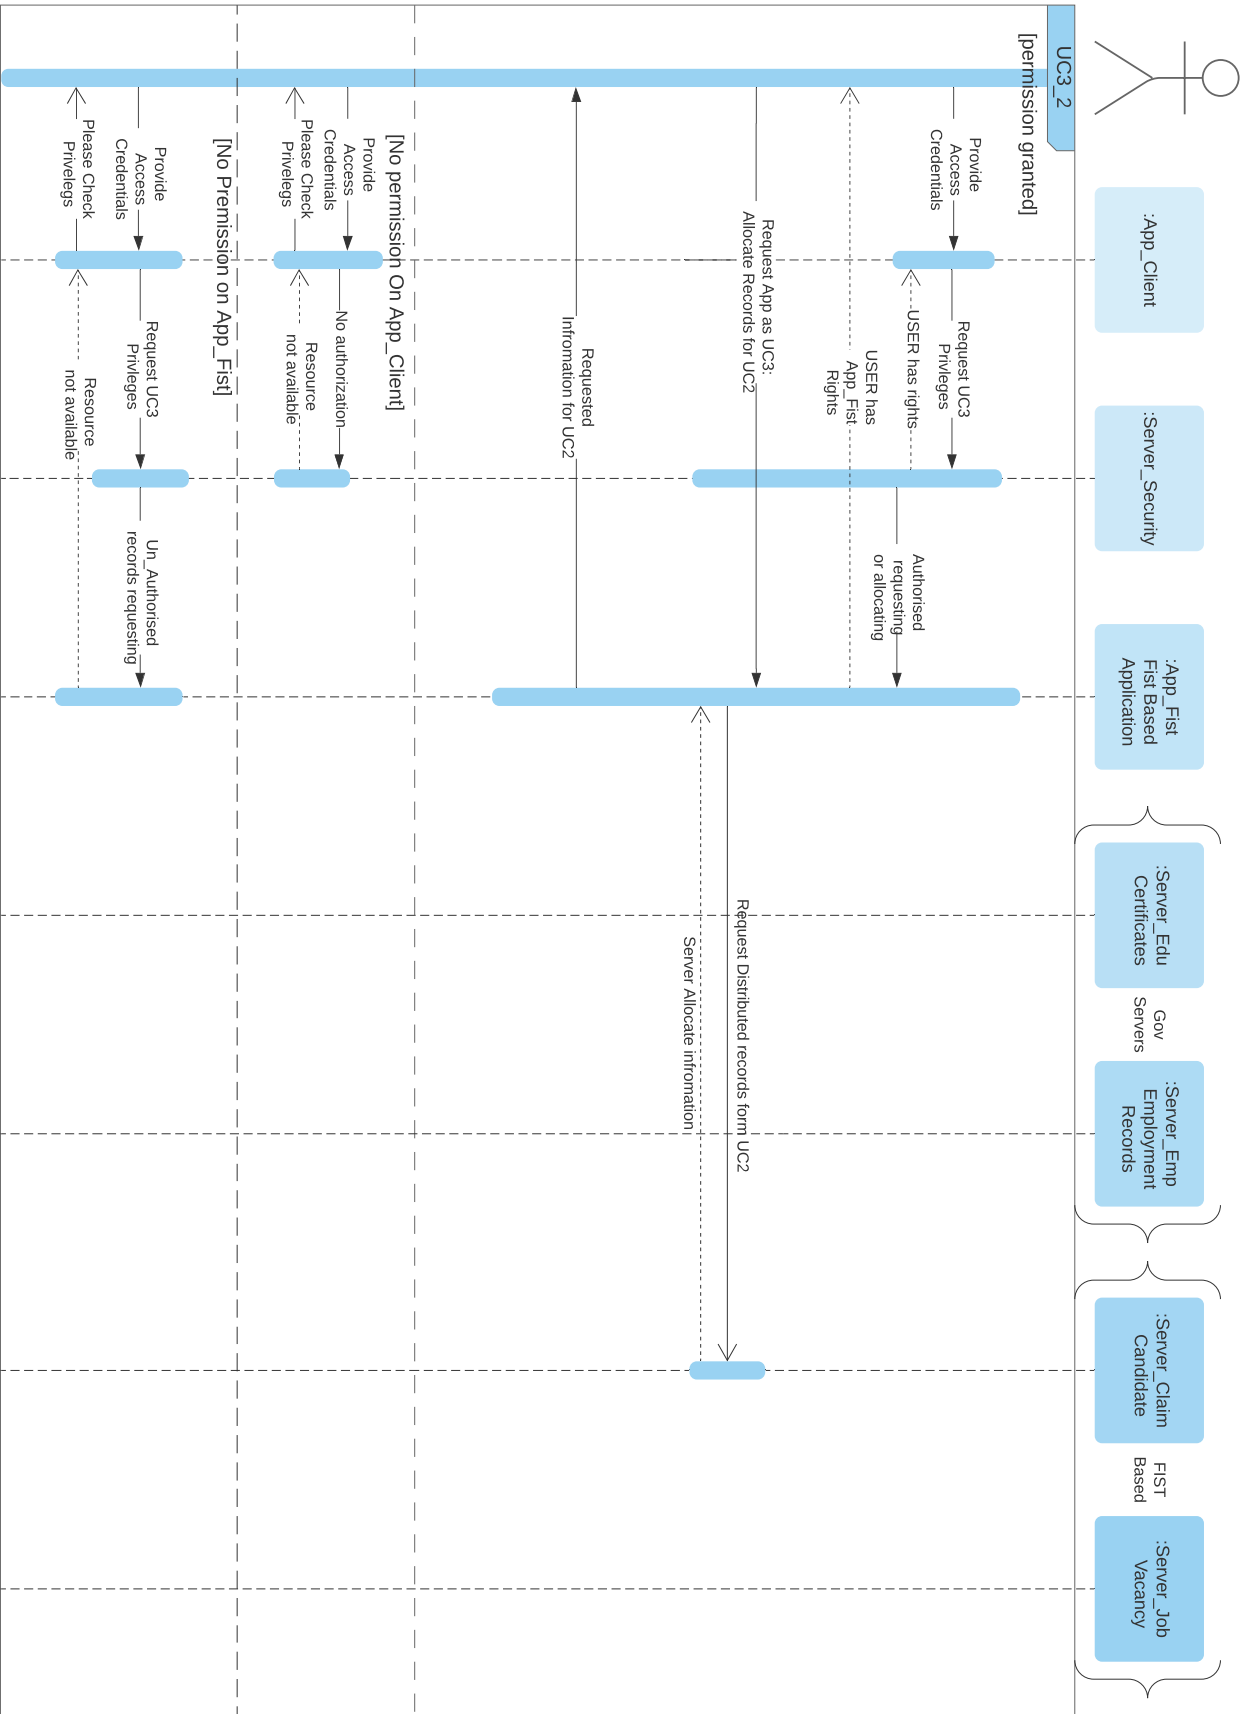 :App_Client
:Server_Security
:App_Fist
Fist Based
Application
:Server_Edu
Certificates
Gov
Servers
:Server_Emp
Employment
Records
:Server_Claim
Candidate
FIST
Based
:Server_Job
Vacancy
UC3_2
[permission granted]
Provide
Access
Credentials
Request UC3
Privleges
USER has rights
Authorised
requesting
or allocating
USER has
App_Fist
Rights
Request App as UC3:
Allocate Records for UC2
Request Distributed records form UC2
Server Allocate infromation
Requested
Infromation for UC2
[No permission On App_Client]
Provide
Access
Credentials
No authorization
Resource
not available
Please Check
Privelegs
[No Premission on App_Fist]
Provide
Access
Credentials
Request UC3
Privleges
Un_Authorised
records requesting
Resource
not available
Please Check
Privelegs